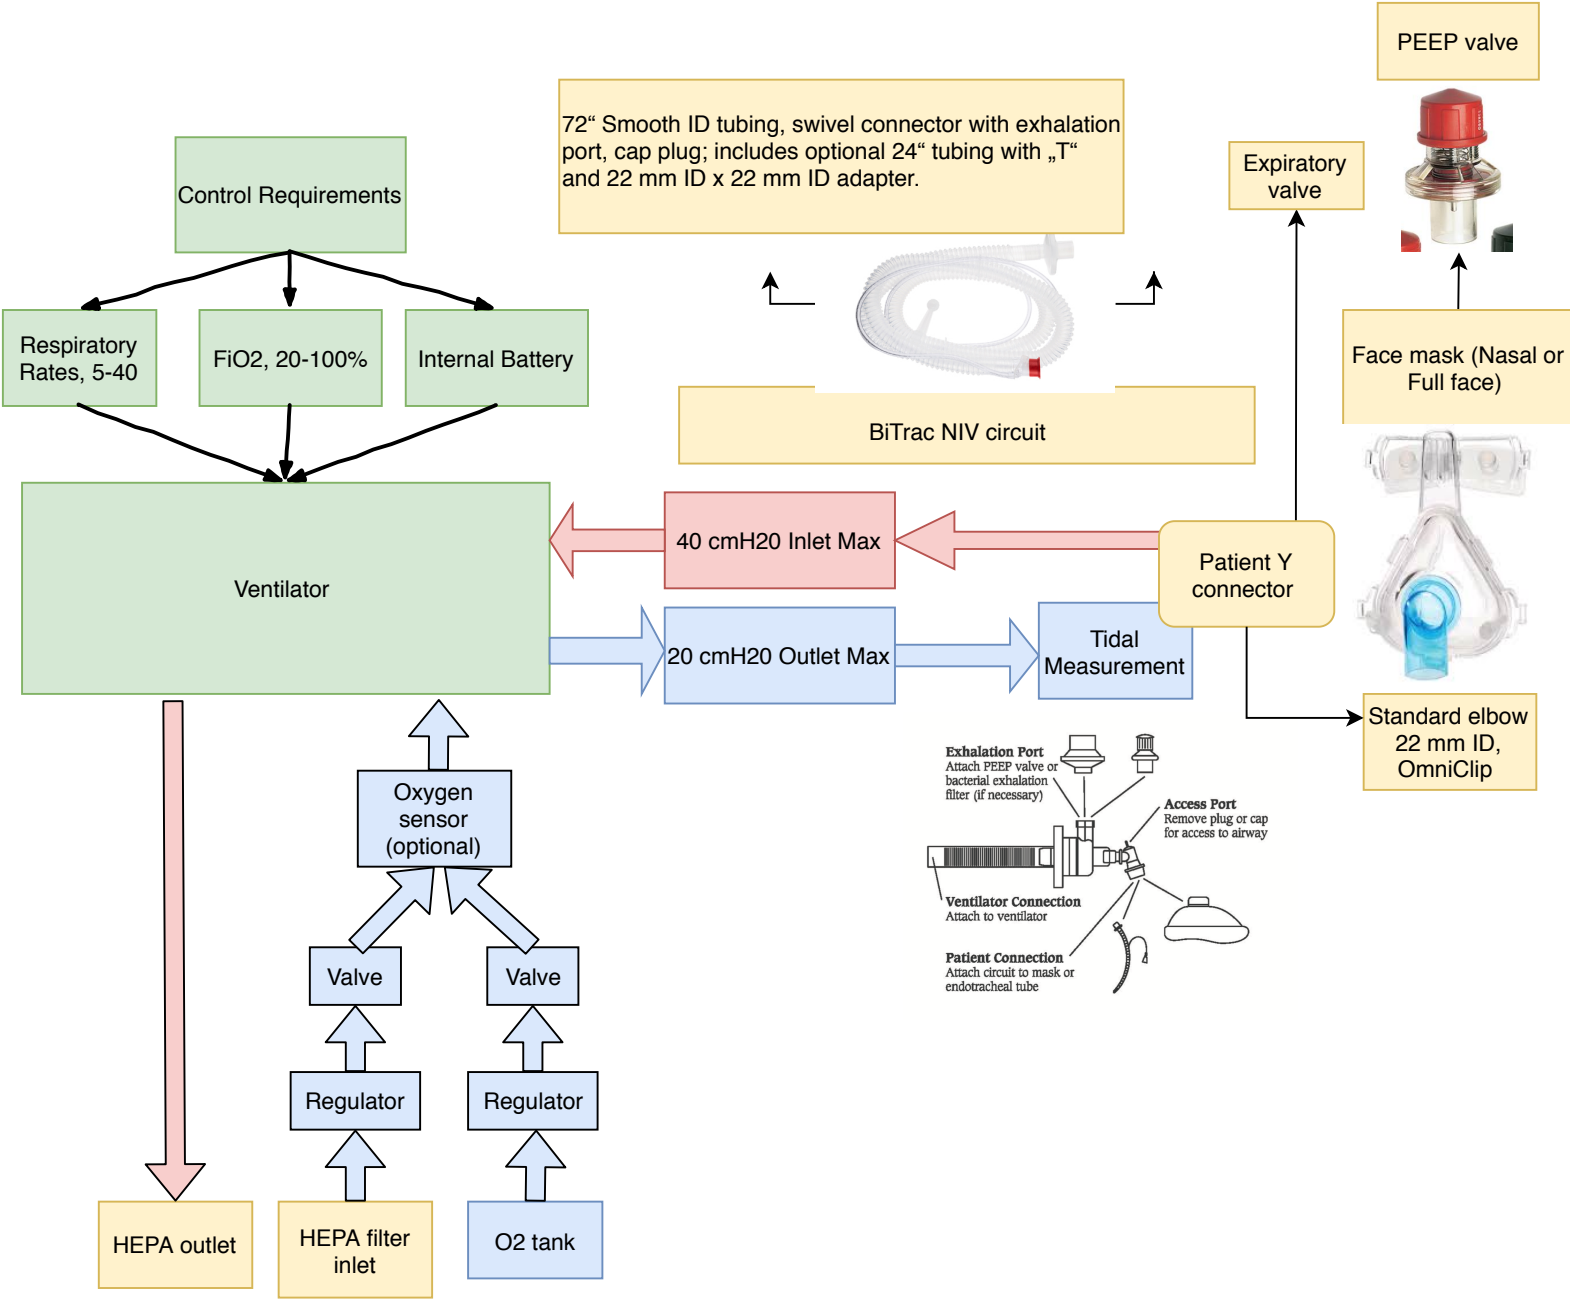 PEEP valve
72“ Smooth ID tubing, swivel connector with exhalation
port, cap plug; includes optional 24“ tubing with „T“
and 22 mm ID x 22 mm ID adapter.
Expiratory
valve
Control Requirements
Respiratory
Rates, 5-40
FiO2, 20-100%
Internal Battery
Face mask (Nasal or
Full face)
BiTrac NIV circuit
Ventilator
40 cmH20 Inlet Max
Patient Y
connector
20 cmH20 Outlet Max
Tidal
Measurement
Standard elbow
22 mm ID,
OmniClip
Exhalation Port
Attach PEEP valve or
bacterial exhalation
filter (if necessary)
Access Port
Remove plug or cap
for access to airway
Ventilator Connection
Attach to ventilator
Patient Connection
Attach circuit to mask or
endotracheal tube
Oxygen
sensor
(optional)
Valve
Valve
Regulator
Regulator
HEPA outlet
HEPA filter
inlet
O2 tank